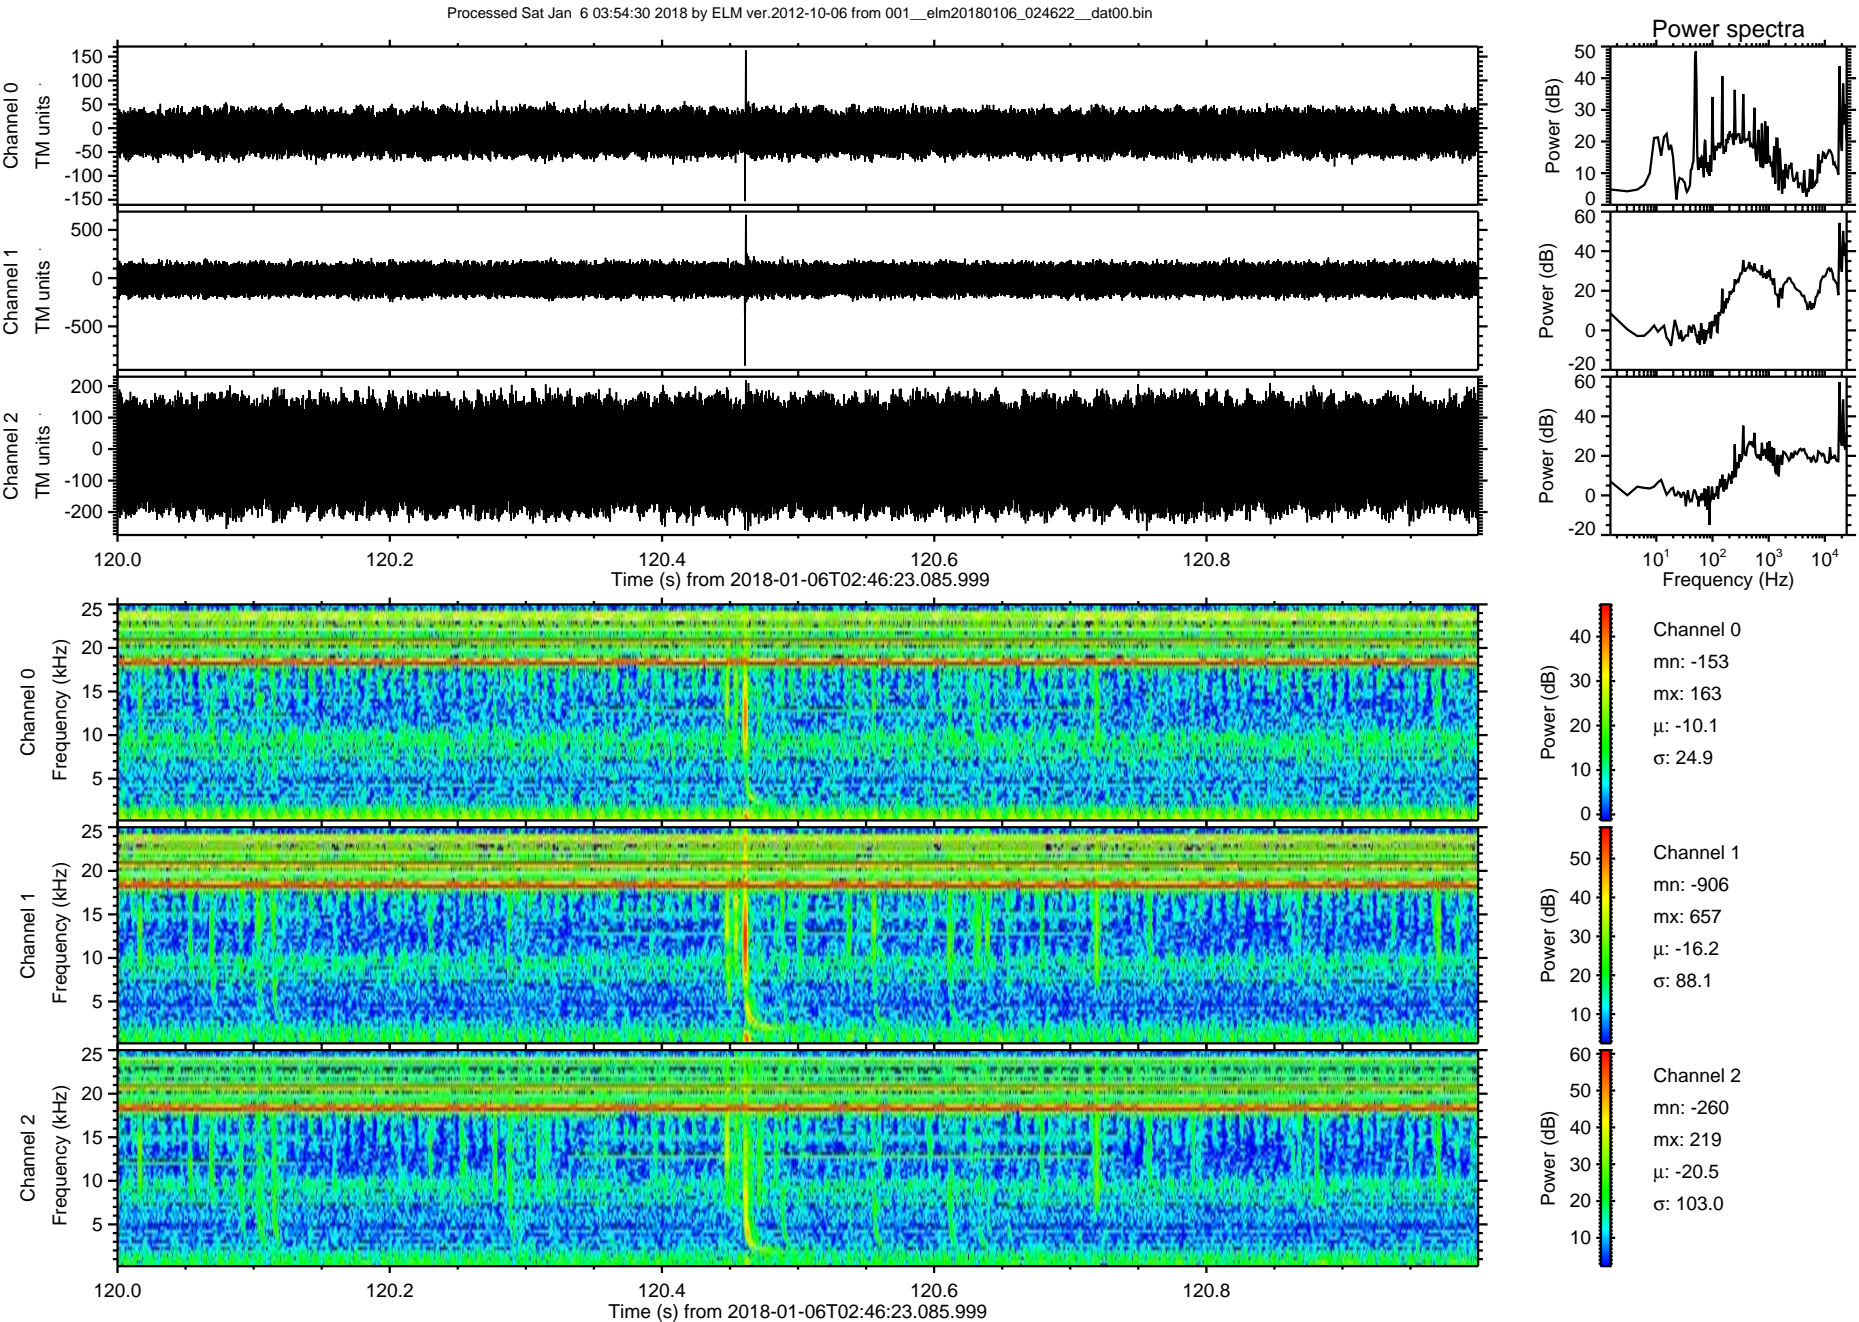 Processed Sat Jan  6 03:54:30 2018 by ELM ver.2012-10-06 from 001__elm20180106_024622__dat00.bin
Power spectra
Channel 0
TM units
150
100
50
0
-50
-100
-150
Power (dB)
50
40
30
20
10
0
Channel 1
TM units
500
0
-500
Power (dB)
60
40
20
0
-20
Channel 2
TM units
200
100
0
-100
-200
Power (dB)
60
40
20
0
-20
120.0 120.2 120.4 120.6 120.8
Time (s) from 2018-01-06T02:46:23.085.999
10¹ 10² 10³ 10⁴
Frequency (Hz)
Channel 0
Frequency (kHz)
25
20
15
10
5
Power (dB)
40
30
20
10
0
Channel 0
mn: -153
mx: 163
μ: -10.1
σ: 24.9
Channel 1
Frequency (kHz)
25
20
15
10
5
Power (dB)
50
40
30
20
10
Channel 1
mn: -906
mx: 657
μ: -16.2
σ: 88.1
Channel 2
Frequency (kHz)
25
20
15
10
5
Power (dB)
60
50
40
30
20
10
Channel 2
mn: -260
mx: 219
μ: -20.5
σ: 103.0
120.0 120.2 120.4 120.6 120.8
Time (s) from 2018-01-06T02:46:23.085.999